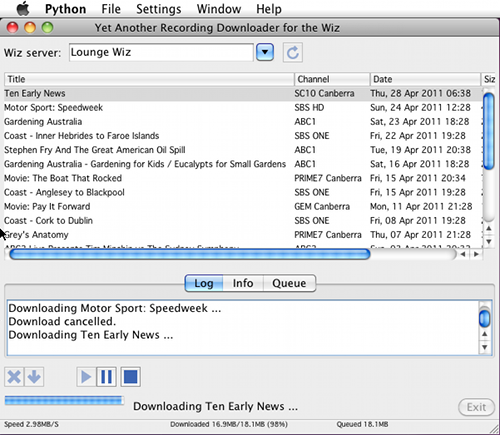 Python File Settings Window Help
Yet Another Recording Downloader for the Wiz
Wiz server: Lounge Wiz
Title Channel Date Siz
Ten Early News SC10 Canberra Thu, 28 Apr 2011 06:38
Motor Sport: Speedweek SBS HD Sun, 24 Apr 2011 12:28
Gardening Australia ABC1 Sat, 23 Apr 2011 18:28
Coast - Inner Hebrides to Faroe Islands SBS ONE Fri, 22 Apr 2011 19:28
Stephen Fry And The Great American Oil Spill ABC1 Tue, 19 Apr 2011 20:38
Gardening Australia - Gardening for Kids / Eucalypts for Small Gardens ABC1 Sat, 16 Apr 2011 18:28
Movie: The Boat That Rocked PRIME7 Canberra Fri, 15 Apr 2011 20:34
Coast - Anglesey to Blackpool SBS ONE Fri, 15 Apr 2011 19:28
Movie: Pay It Forward GEM Canberra Mon, 11 Apr 2011 21:28
Coast - Cork to Dublin SBS ONE Fri, 08 Apr 2011 19:28
Grey's Anatomy PRIME7 Canberra Thu, 07 Apr 2011 21:28
Log Info Queue
Downloading Motor Sport: Speedweek ...
Download cancelled.
Downloading Ten Early News ...
Downloading Ten Early News ...
Exit
Speed 2.98MB/S Downloaded 16.9MB/18.1MB (98%) Queued 18.1MB